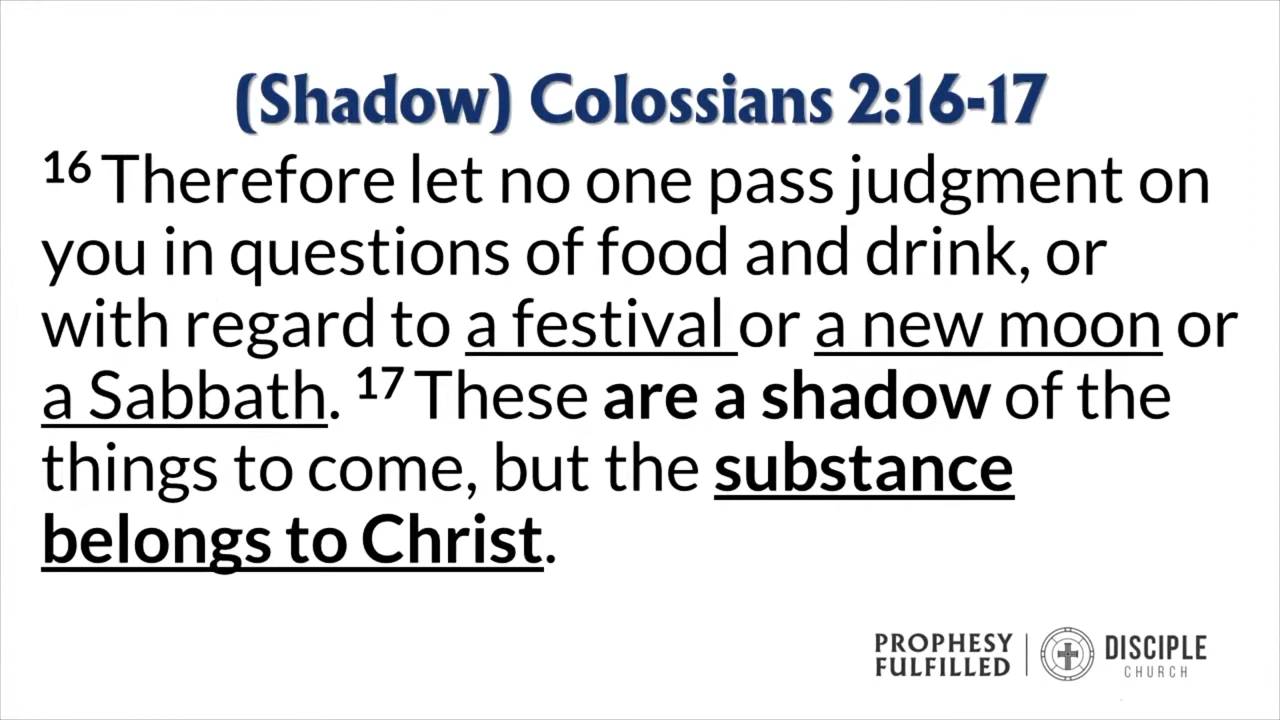 (Shadow) Colossians 2:16-17
16 Therefore let no one pass judgment on
you in questions of food and drink, or
with regard to a festival or a new moon or
a Sabbath. 17 These are a shadow of the
things to come, but the substance
belongs to Christ.
PROPHESY
FULFILLED
DISCIPLE
CHURCH